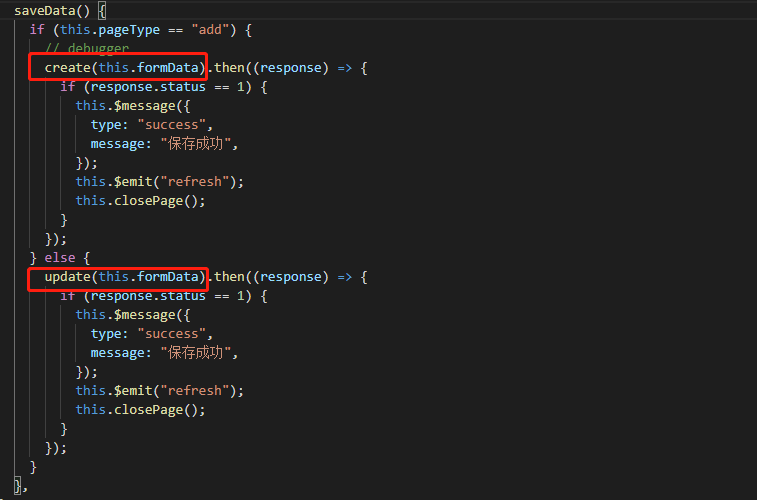 saveData() {
if (this.pageType == "add") {
// debugger
create(this.formData).then((response) => {
if (response.status == 1) {
this.$message({
type: "success",
message: "保存成功",
});
this.$emit("refresh");
this.closePage();
}
});
} else {
update(this.formData).then((response) => {
if (response.status == 1) {
this.$message({
type: "success",
message: "保存成功",
});
this.$emit("refresh");
this.closePage();
}
});
}
},